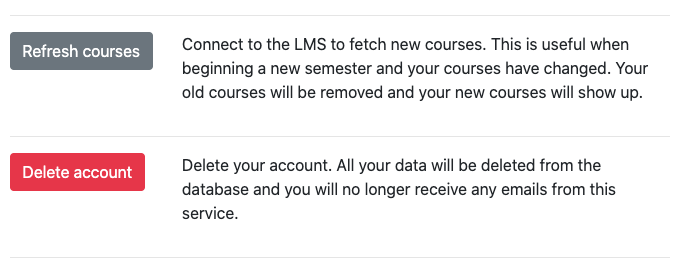 Refresh courses
Connect to the LMS to fetch new courses. This is useful when
beginning a new semester and your courses have changed. Your
old courses will be removed and your new courses will show up.
Delete account
Delete your account. All your data will be deleted from the
database and you will no longer receive any emails from this
service.